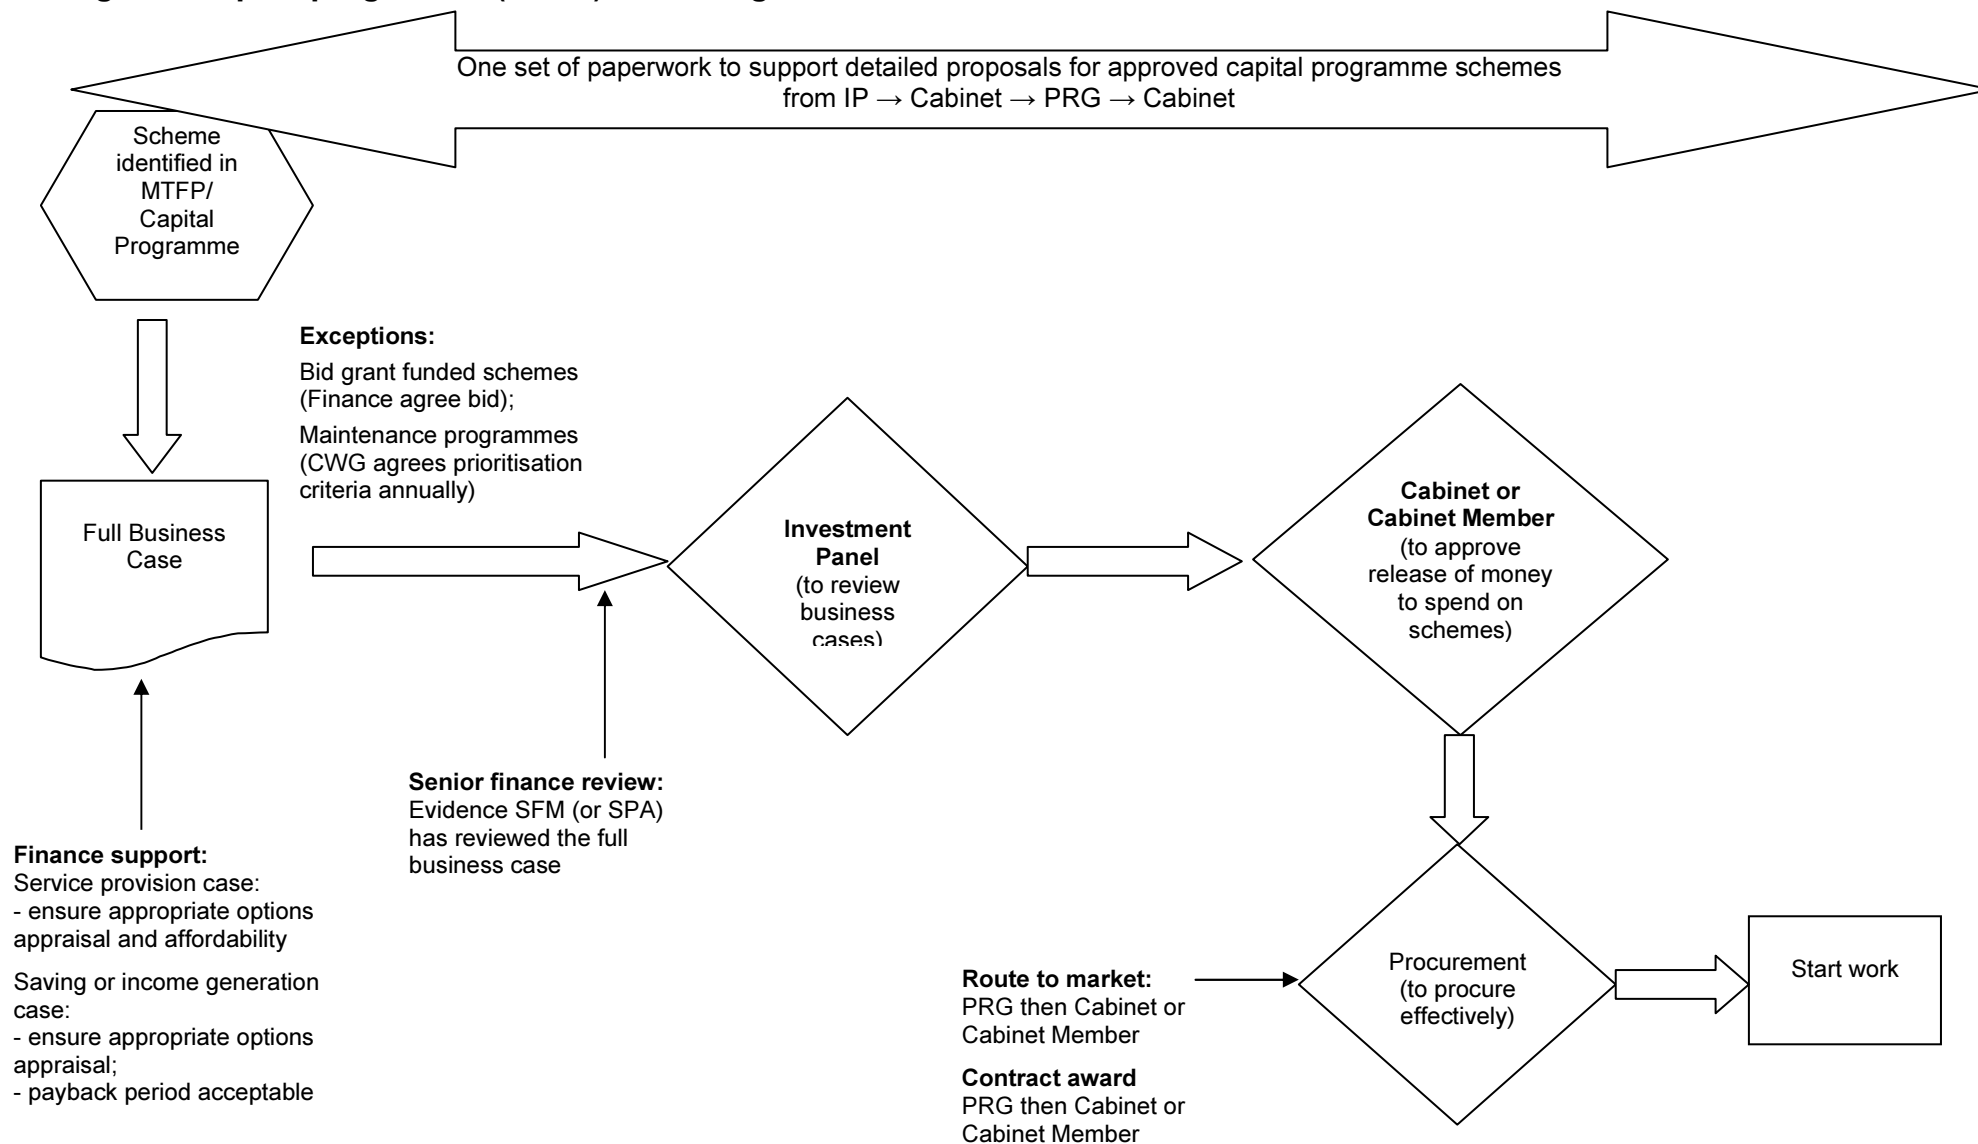 One set of paperwork to support detailed proposals for approved capital programme schemes
from IP → Cabinet → PRG → Cabinet
Scheme
identified in
MTFP/
Capital
Programme
Exceptions:
Bid grant funded schemes
(Finance agree bid);
Maintenance programmes
(CWG agrees prioritisation
criteria annually)
Full Business
Case
Investment
Panel
(to review
business
cases)
Cabinet or
Cabinet Member
(to approve
release of money
to spend on
schemes)
Senior finance review:
Evidence SFM (or SPA)
has reviewed the full
business case
Finance support:
Service provision case:
- ensure appropriate options
appraisal and affordability
Saving or income generation
case:
- ensure appropriate options
appraisal;
- payback period acceptable
Route to market:
PRG then Cabinet or
Cabinet Member
Contract award
PRG then Cabinet or
Cabinet Member
Procurement
(to procure
effectively)
Start work